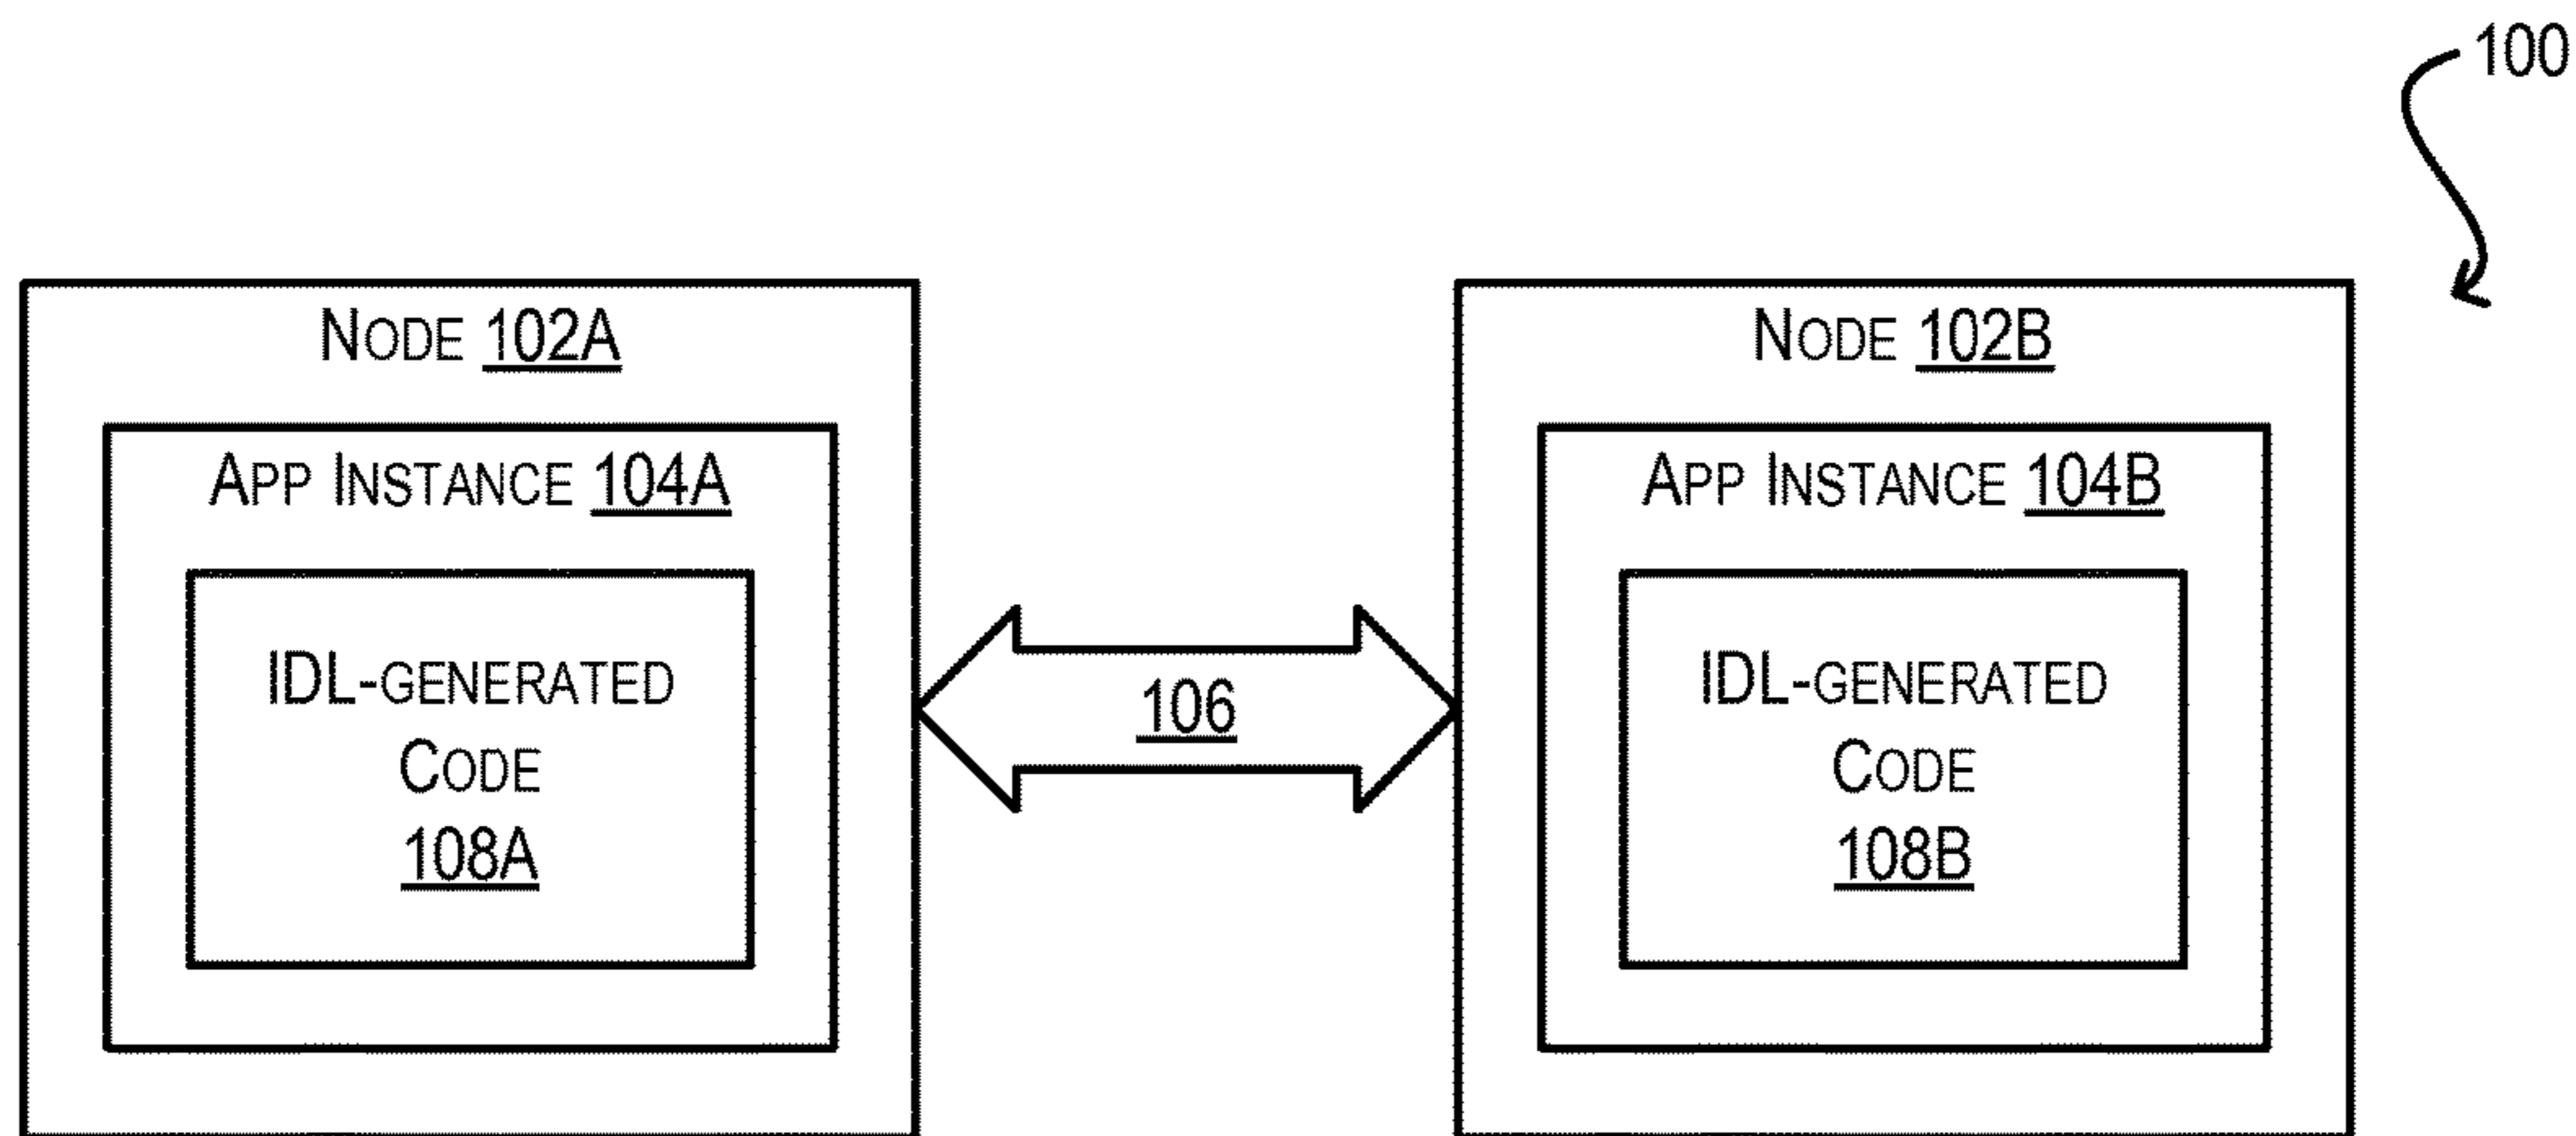 100
Node 102A
App Instance 104A
IDL-generated
Code
108A
106
Node 102B
App Instance 104B
IDL-generated
Code
108B